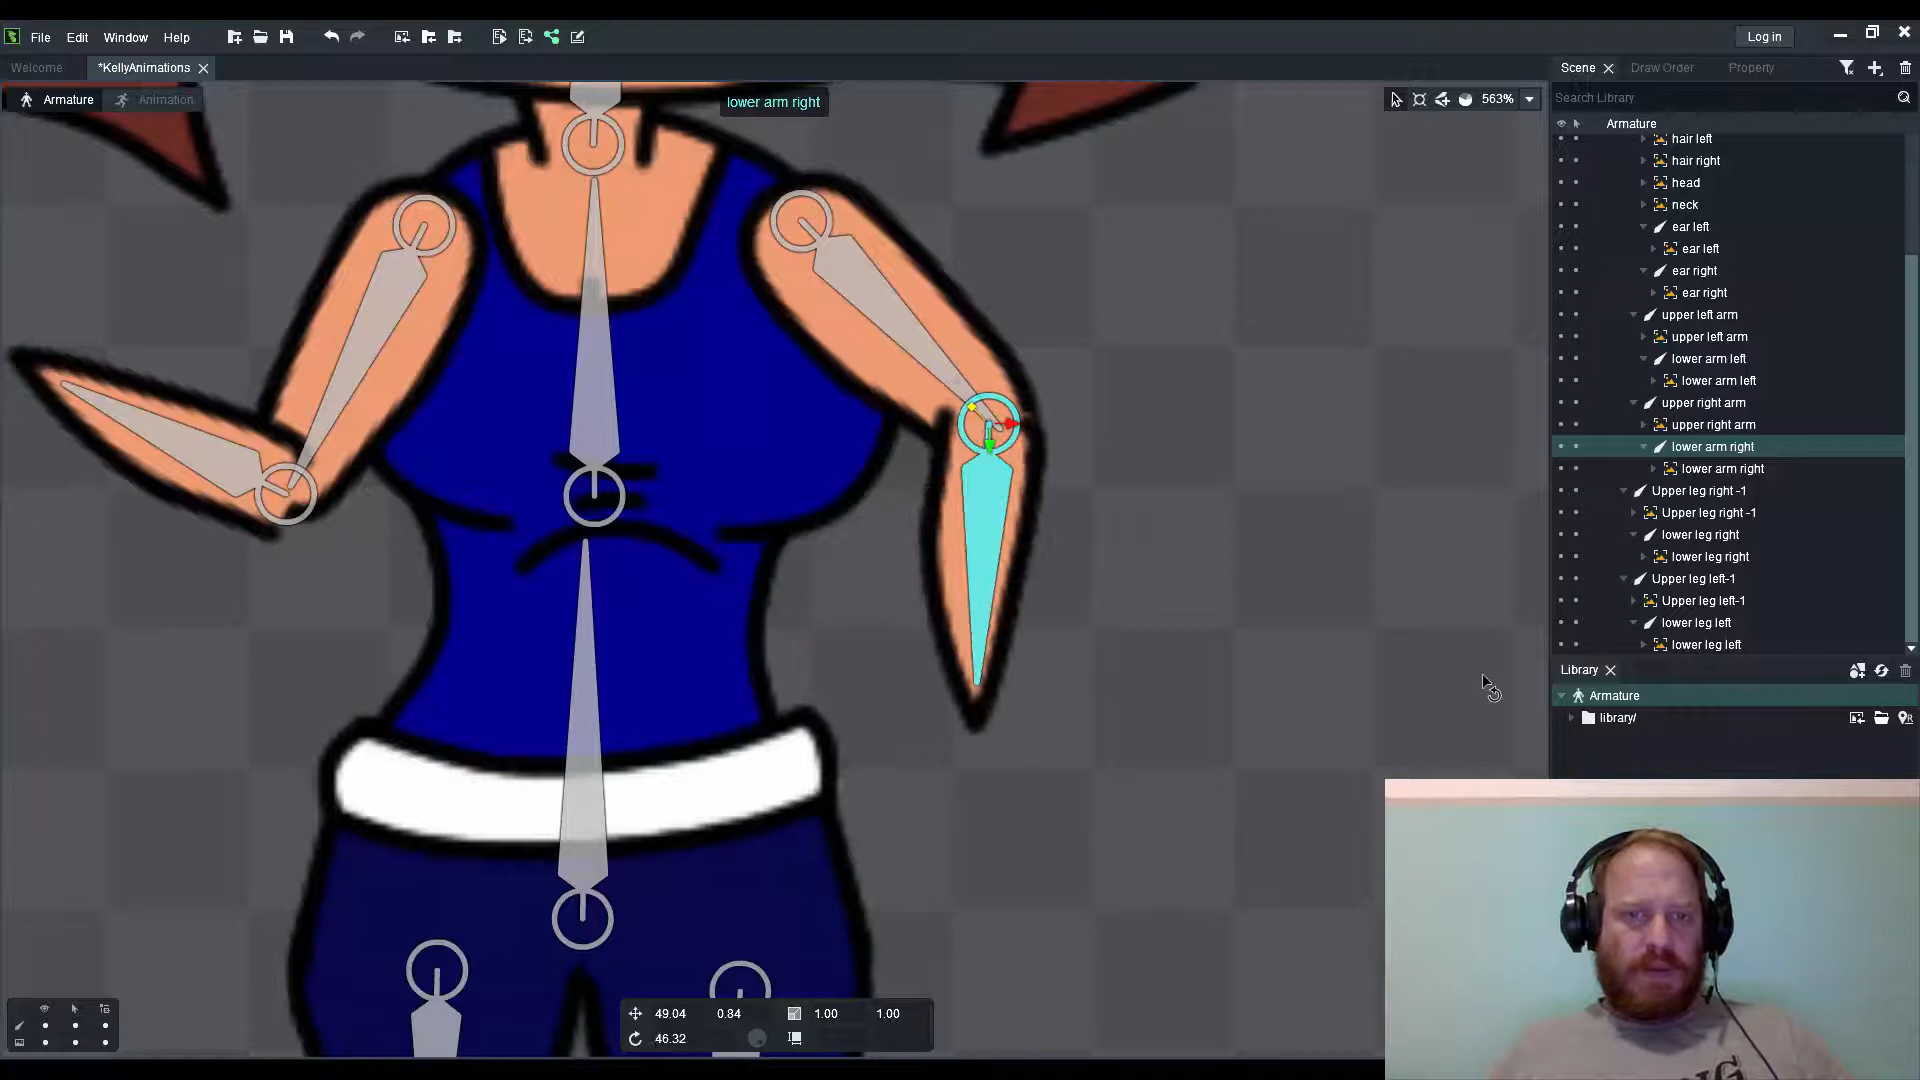 File Edit Window Help
Log in
Welcome *KellyAnimations
Armature Animation
lower arm right
563%
Scene Draw Order Property
Search Library
Armature
hair left
hair right
head
neck
ear left
ear left
ear right
ear right
upper left arm
upper left arm
lower arm left
lower arm left
upper right arm
upper right arm
lower arm right
lower arm right
Upper leg right -1
Upper leg right -1
lower leg right
lower leg right
Upper leg left-1
Upper leg left-1
lower leg left
lower leg left
Library
Armature
library/
49.04 0.84 1.00 1.00
46.32